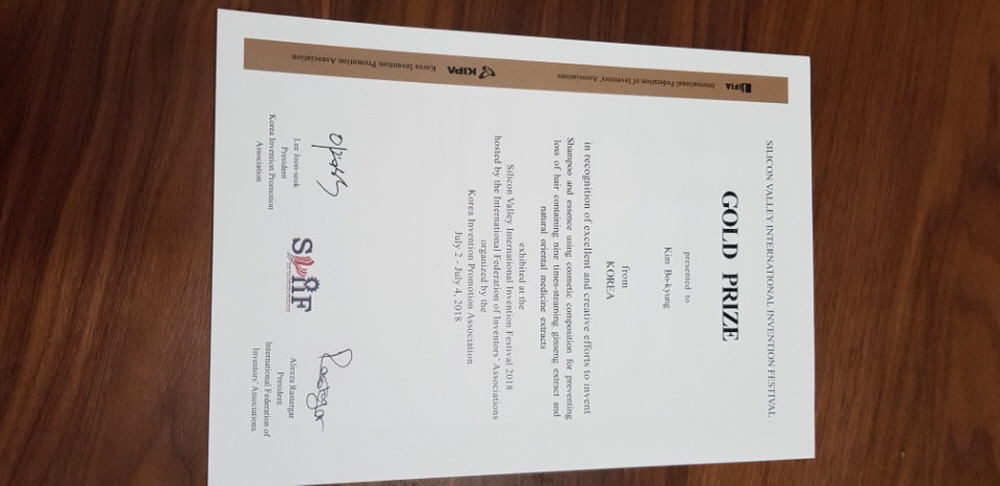 SILICON VALLEY INTERNATIONAL INVENTION FESTIVAL
GOLD PRIZE
presented to
Kim Bo-kyung
from
KOREA
in recognition of excellent and creative efforts to invent
Shampoo and essence using cosmetic composition for preventing
loss of hair containing nine times-steaming ginseng extract and
natural oriental medicine extracts
exhibited at the
Silicon Valley International Invention Festival 2018
hosted by the International Federation of Inventors' Associations
organized by the
Korea Invention Promotion Association
July 2 - July 4, 2018
Lee Joon-seok
President
Korea Invention Promotion
Association
SVIIF
Rastegar
Alireza Rastegar
President
International Federation of
Inventors' Associations
IFIA International Federation of Inventors' Associations
KIPA Korea Invention Promotion Association